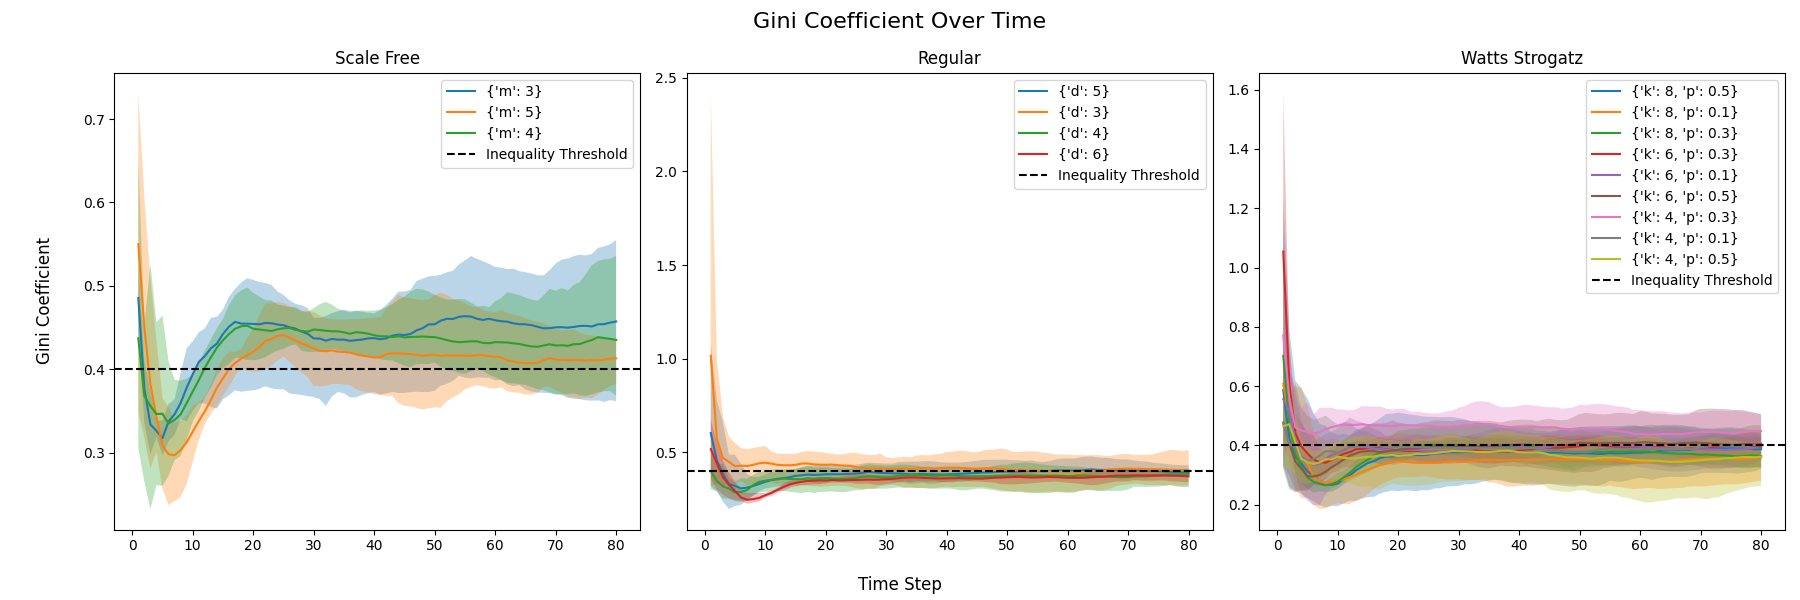 Gini Coefficient Over Time
Scale Free
Regular
Watts Strogatz
Gini Coefficient
0.7
0.6
0.5
0.4
0.3
{'m': 3}
{'m': 5}
{'m': 4}
Inequality Threshold
0 10 20 30 40 50 60 70 80
2.5
2.0
1.5
1.0
0.5
{'d': 5}
{'d': 3}
{'d': 4}
{'d': 6}
Inequality Threshold
0 10 20 30 40 50 60 70 80
1.6
1.4
1.2
1.0
0.8
0.6
0.4
0.2
{'k': 8, 'p': 0.5}
{'k': 8, 'p': 0.1}
{'k': 8, 'p': 0.3}
{'k': 6, 'p': 0.3}
{'k': 6, 'p': 0.1}
{'k': 6, 'p': 0.5}
{'k': 4, 'p': 0.3}
{'k': 4, 'p': 0.1}
{'k': 4, 'p': 0.5}
Inequality Threshold
0 10 20 30 40 50 60 70 80
Time Step